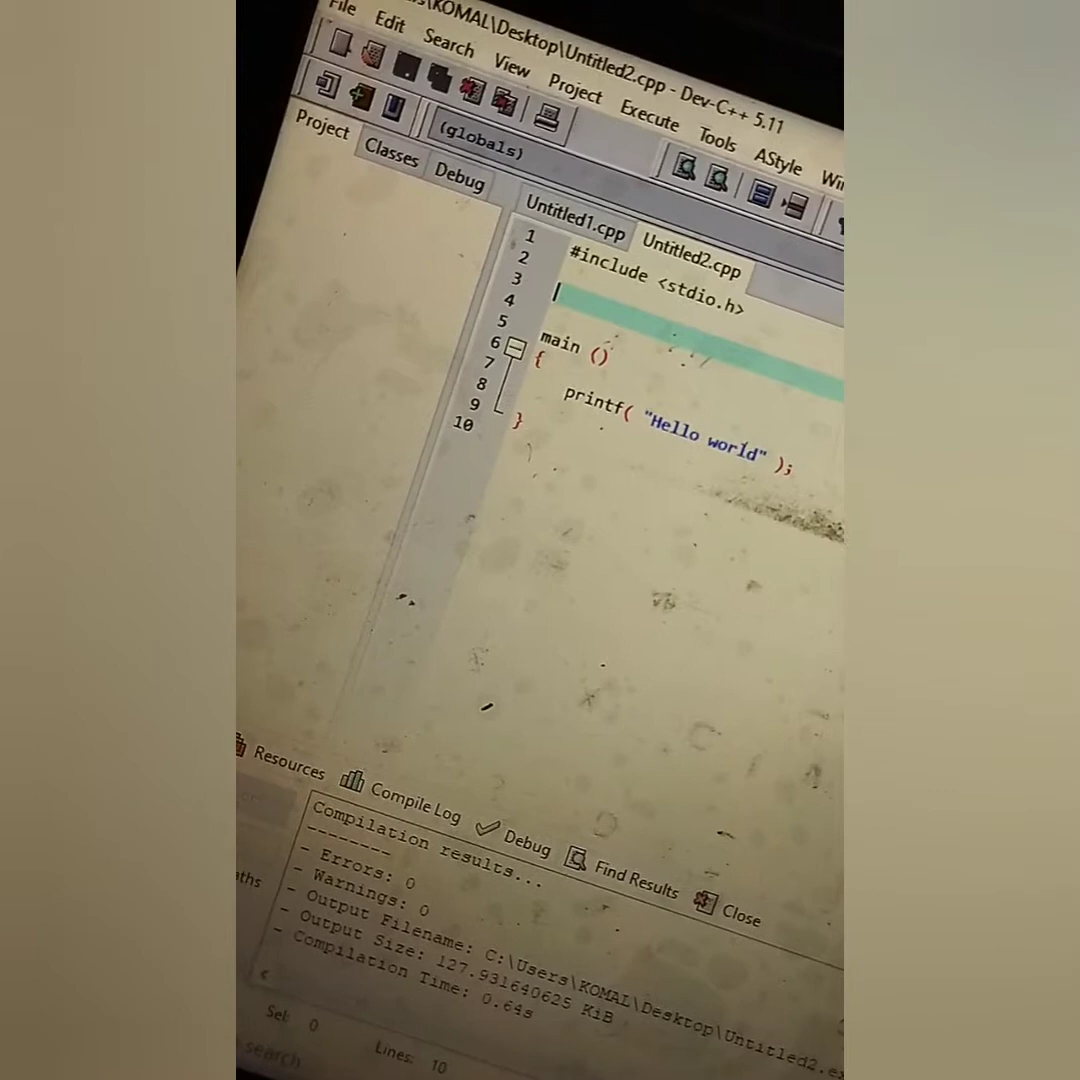 KOMAL\Desktop\Untitled2.cpp - Dev-C++ 5.11
File Edit Search View Project Execute Tools AStyle
(globals)
Project Classes Debug
Untitled1.cpp Untitled2.cpp
1 #include <stdio.h>
2
3
4
5 main ()
6 {
7
8 printf( "Hello world" );
9 }
10
Resources Compile Log Debug Find Results Close
Compilation results...
--------
- Errors: 0
- Warnings: 0
- Output Filename: C:\Users\KOMAL\Desktop\Untitled2.ex
- Output Size: 127.931640625 KiB
- Compilation Time: 0.64s
Sel: 0 Lines: 10
search